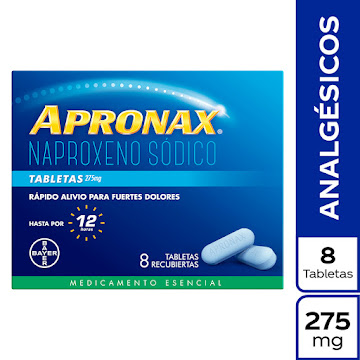 APRONAX®
NAPROXENO SÓDICO
TABLETAS 275mg
RÁPIDO ALIVIO PARA FUERTES DOLORES
HASTA POR 12 horas
BAYER
BAYER
8 TABLETAS
RECUBIERTAS
MEDICAMENTO ESENCIAL
ANALGÉSICOS
8
Tabletas
275
mg